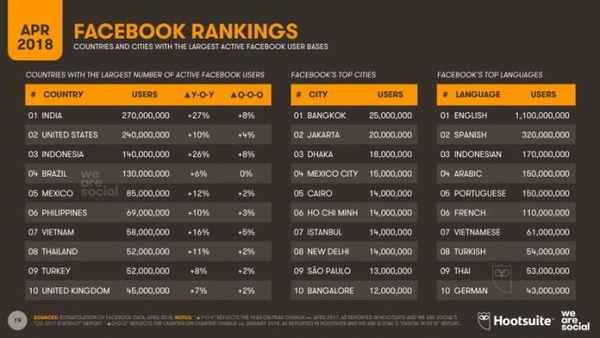 APR
2018
FACEBOOK RANKINGS
COUNTRIES AND CITIES WITH THE LARGEST ACTIVE FACEBOOK USER BASES
COUNTRIES WITH THE LARGEST NUMBER OF ACTIVE FACEBOOK USERS
# COUNTRY USERS ▲Y-O-Y ▲Q-O-Q
01 INDIA 270,000,000 +27% +8%
02 UNITED STATES 240,000,000 +10% +4%
03 INDONESIA 140,000,000 +26% +8%
04 BRAZIL 130,000,000 +6% 0%
05 MEXICO 85,000,000 +12% +2%
06 PHILIPPINES 69,000,000 +10% +3%
07 VIETNAM 58,000,000 +16% +5%
08 THAILAND 52,000,000 +11% +2%
09 TURKEY 52,000,000 +8% +2%
10 UNITED KINGDOM 45,000,000 +7% +2%
we
are
social
FACEBOOK'S TOP CITIES
# CITY USERS
01 BANGKOK 25,000,000
02 JAKARTA 20,000,000
03 DHAKA 18,000,000
04 MEXICO CITY 15,000,000
05 CAIRO 14,000,000
06 HO CHI MINH 14,000,000
07 ISTANBUL 14,000,000
08 NEW DELHI 14,000,000
09 SÃO PAULO 13,000,000
10 BANGALORE 12,000,000
FACEBOOK'S TOP LANGUAGES
# LANGUAGE USERS
01 ENGLISH 1,100,000,000
02 SPANISH 320,000,000
03 INDONESIAN 170,000,000
04 ARABIC 150,000,000
05 PORTUGUESE 150,000,000
06 FRENCH 110,000,000
07 VIETNAMESE 61,000,000
08 TURKISH 54,000,000
09 THAI 53,000,000
10 GERMAN 43,000,000
19
SOURCES: EXTRAPOLATION OF FACEBOOK DATA, APRIL 2018. NOTES: "▲Y-O-Y" REFLECTS THE YEAR-ON-YEAR CHANGE vs. APRIL 2017, AS REPORTED IN HOOTSUITE AND WE ARE SOCIAL'S
"Q2 2017 STATSHOT" REPORT. "▲Q-O-Q" REFLECTS THE QUARTER-ON-QUARTER CHANGE vs. JANUARY 2018, AS REPORTED IN HOOTSUITE AND WE ARE SOCIAL'S "DIGITAL IN 2018" REPORT.
Hootsuite
we
are
social